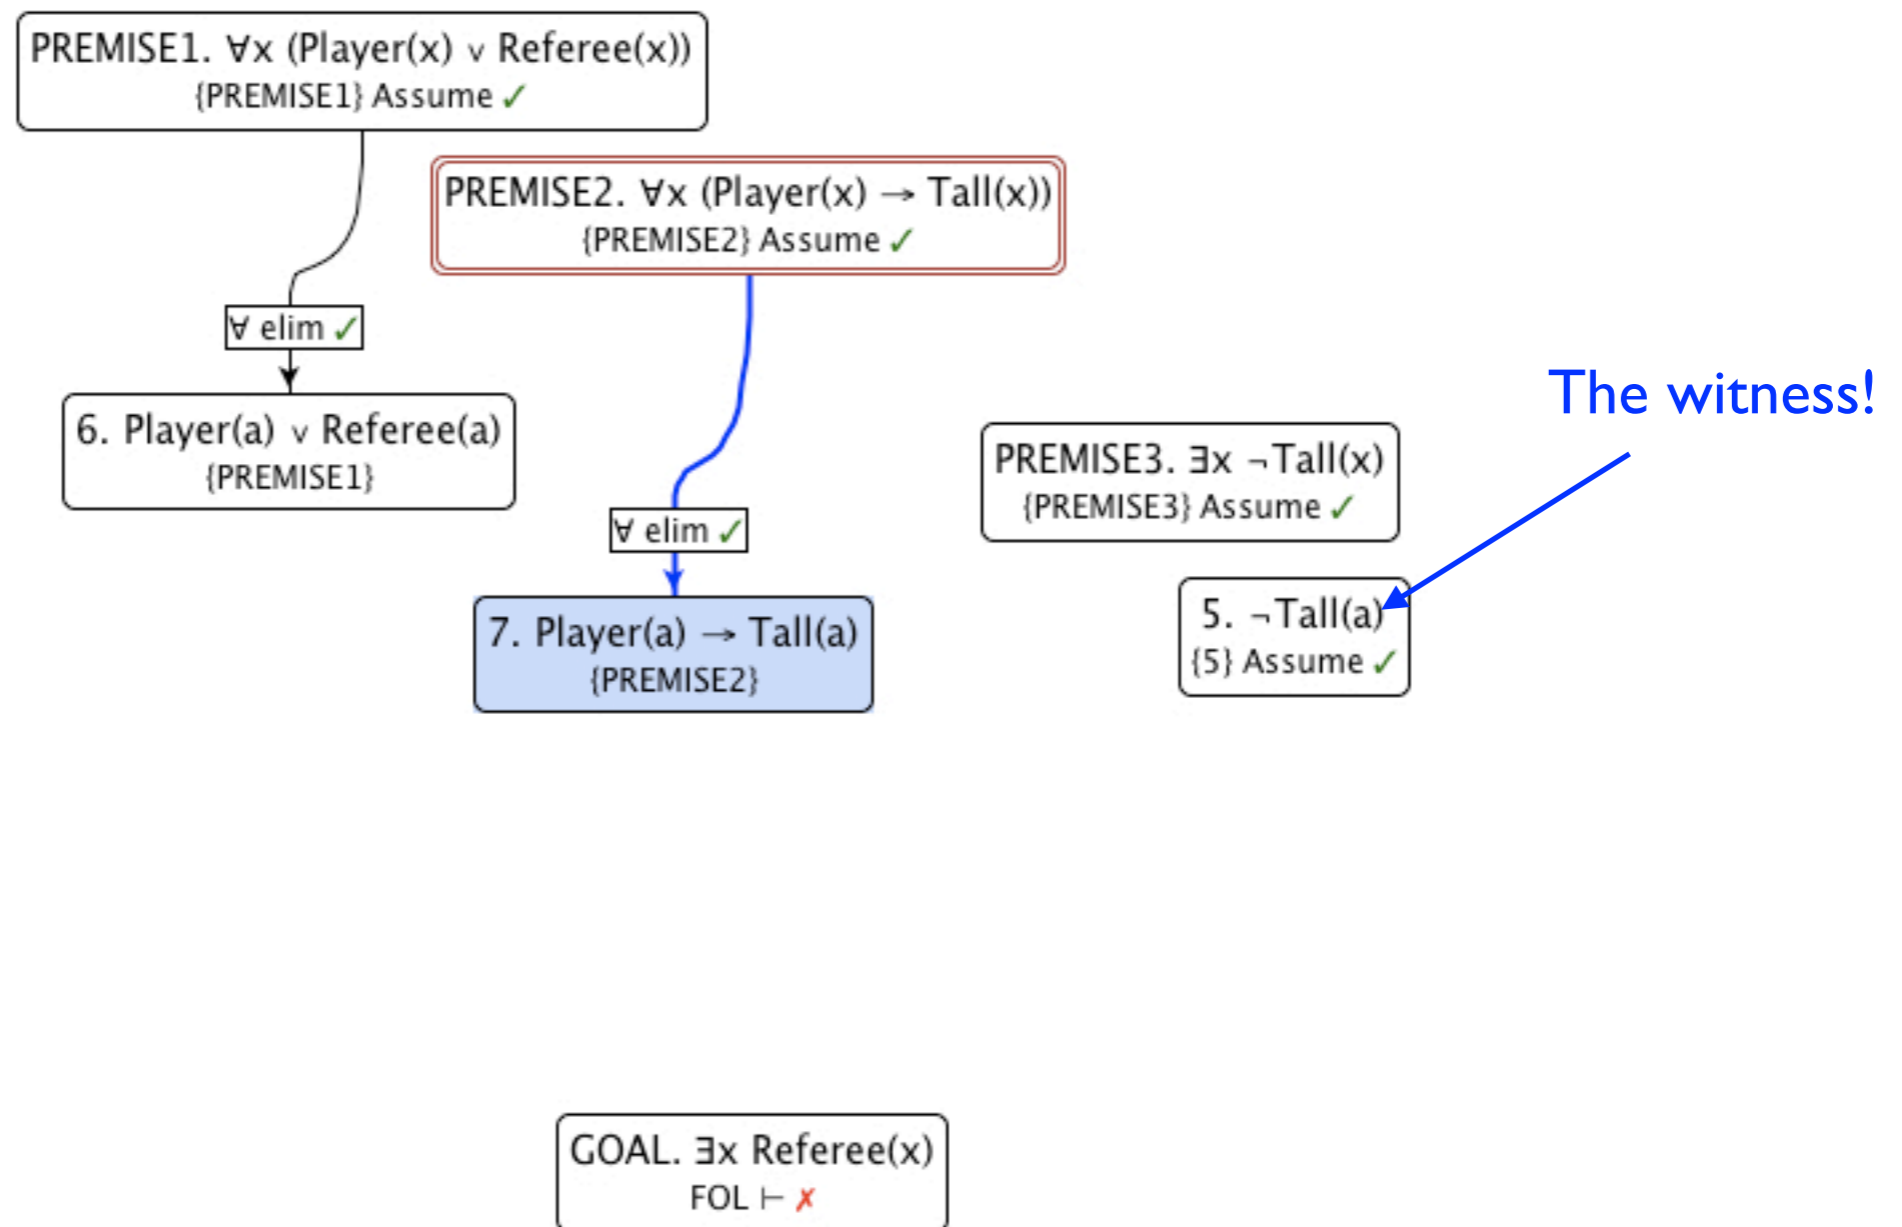 PREMISE1. ∀x (Player(x) ∨ Referee(x))
{PREMISE1} Assume ✓
PREMISE2. ∀x (Player(x) → Tall(x))
{PREMISE2} Assume ✓
∀ elim ✓
6. Player(a) ∨ Referee(a)
{PREMISE1}
The witness!
PREMISE3. ∃x ¬Tall(x)
{PREMISE3} Assume ✓
∀ elim ✓
5. ¬Tall(a)
{5} Assume ✓
7. Player(a) → Tall(a)
{PREMISE2}
GOAL. ∃x Referee(x)
FOL ⊢ ✗